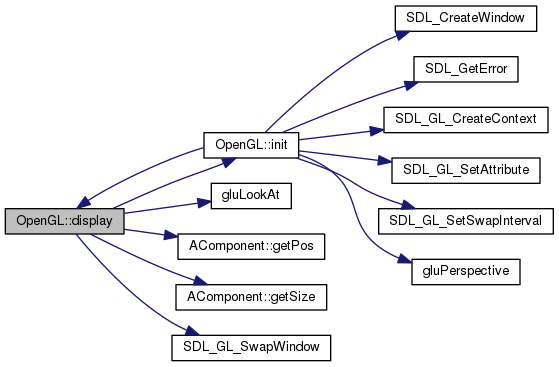 SDL_CreateWindow
SDL_GetError
SDL_GL_CreateContext
OpenGL::init
SDL_GL_SetAttribute
gluLookAt
OpenGL::display
SDL_GL_SetSwapInterval
AComponent::getPos
gluPerspective
AComponent::getSize
SDL_GL_SwapWindow